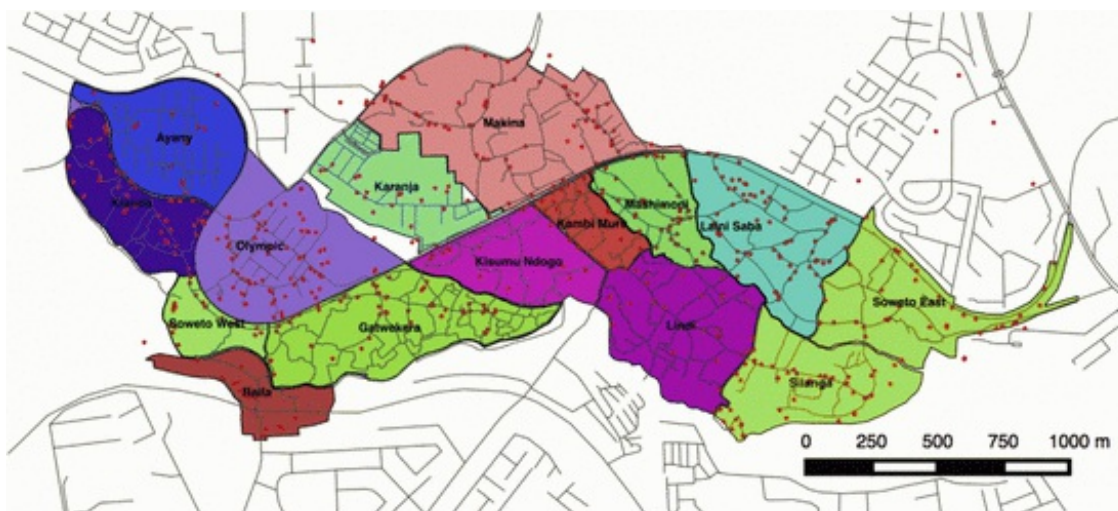 Makina
Ayany
Karanja
Mashimoni
Kianda
Kambi Muru
Laini Saba
Olympic
Kisumu Ndogo
Soweto East
Soweto West
Gatwekera
Lindi
Silanga
Raila
0 250 500 750 1000 m